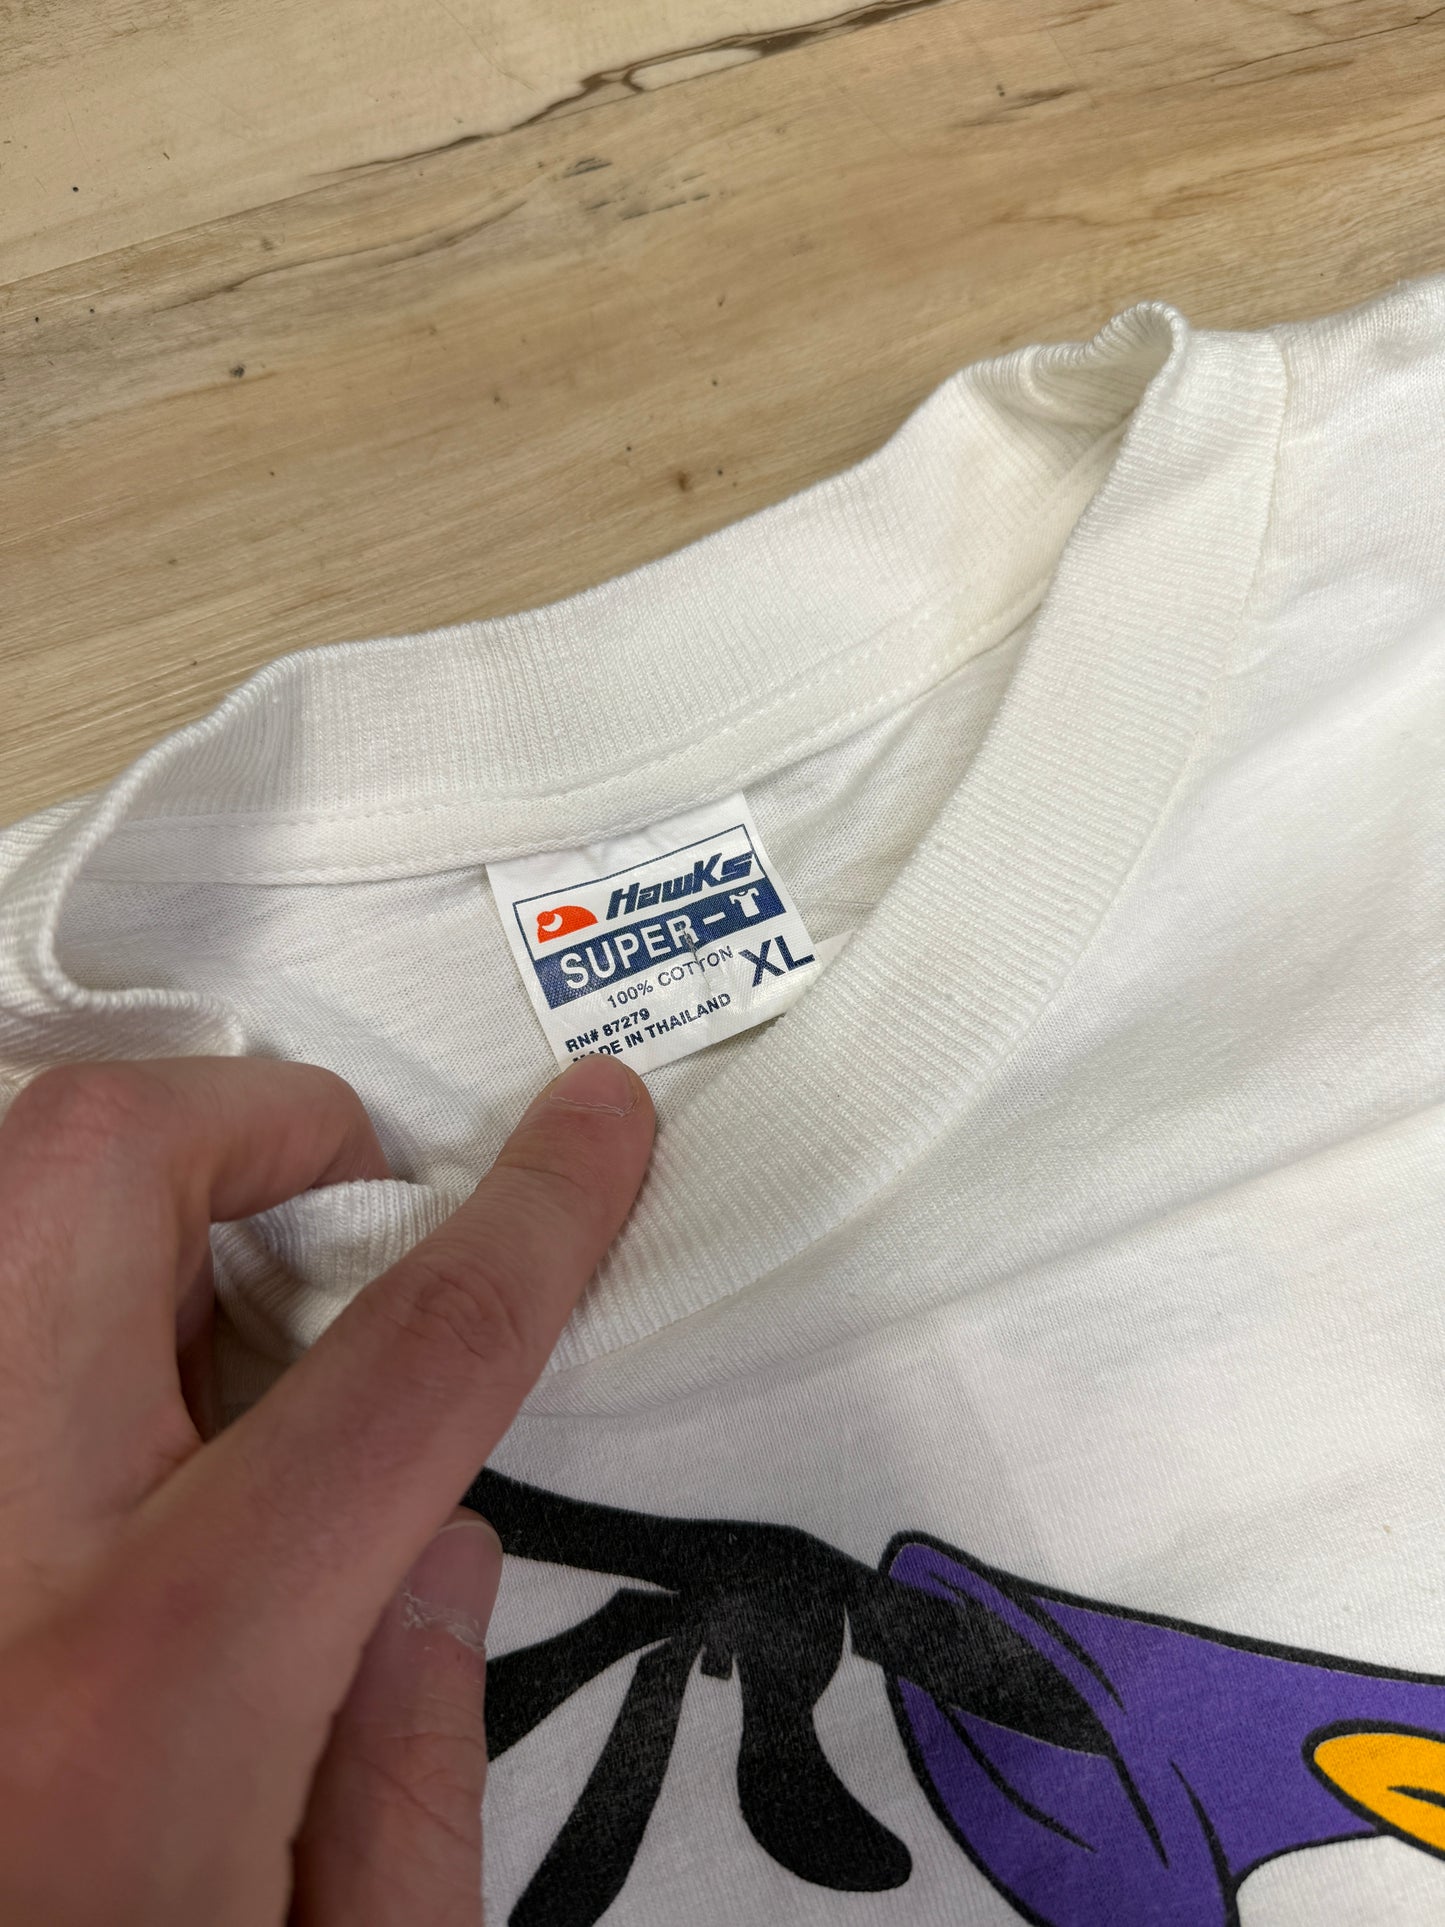 HawKs
SUPER-T
100% COTTON XL
RN# 87279
MADE IN THAILAND